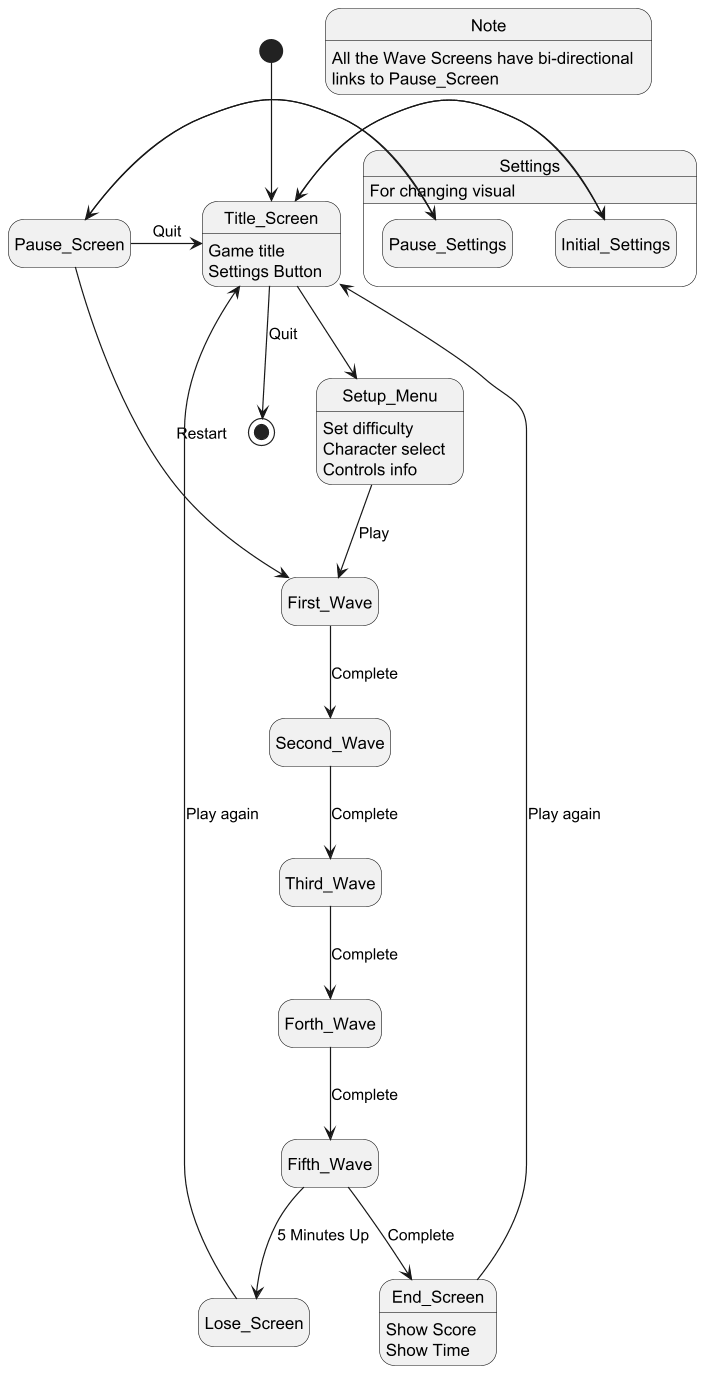 Note
All the Wave Screens have bi-directional
links to Pause_Screen
Settings
For changing visual
Pause_Settings
Initial_Settings
Pause_Screen
Quit
Title_Screen
Game title
Settings Button
Quit
Setup_Menu
Set difficulty
Character select
Controls info
Restart
Play
First_Wave
Complete
Second_Wave
Play again
Complete
Play again
Third_Wave
Complete
Forth_Wave
Complete
Fifth_Wave
5 Minutes Up
Complete
Lose_Screen
End_Screen
Show Score
Show Time